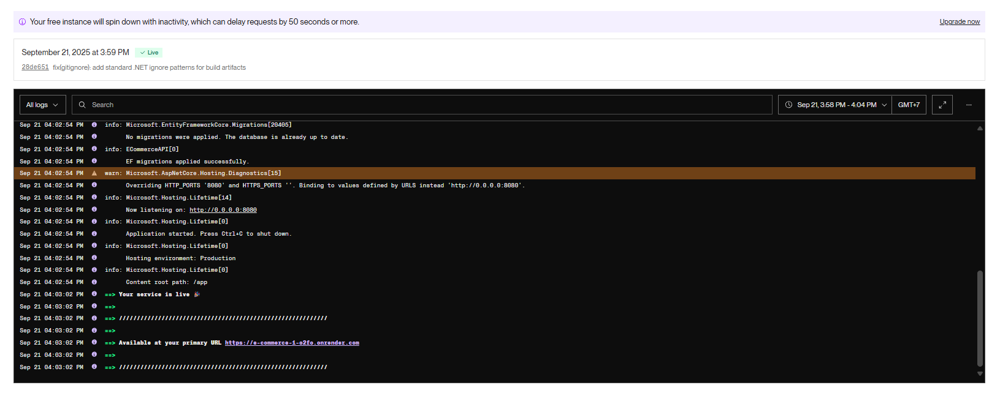 Your free instance will spin down with inactivity, which can delay requests by 50 seconds or more. Upgrade now
September 21, 2025 at 3:59 PM Live
28de651 fix(gitignore): add standard .NET ignore patterns for build artifacts
All logs Search Sep 21, 3:58 PM - 4:04 PM GMT+7
Sep 21 04:02:54 PM info: Microsoft.EntityFrameworkCore.Migrations[20405]
Sep 21 04:02:54 PM No migrations were applied. The database is already up to date.
Sep 21 04:02:54 PM info: ECommerceAPI[0]
Sep 21 04:02:54 PM EF migrations applied successfully.
Sep 21 04:02:54 PM warn: Microsoft.AspNetCore.Hosting.Diagnostics[15]
Sep 21 04:02:54 PM Overriding HTTP_PORTS '8080' and HTTPS_PORTS ''. Binding to values defined by URLS instead 'http://0.0.0.0:8080'.
Sep 21 04:02:54 PM info: Microsoft.Hosting.Lifetime[14]
Sep 21 04:02:54 PM Now listening on: http://0.0.0.0:8080
Sep 21 04:02:54 PM info: Microsoft.Hosting.Lifetime[0]
Sep 21 04:02:54 PM Application started. Press Ctrl+C to shut down.
Sep 21 04:02:54 PM info: Microsoft.Hosting.Lifetime[0]
Sep 21 04:02:54 PM Hosting environment: Production
Sep 21 04:02:54 PM info: Microsoft.Hosting.Lifetime[0]
Sep 21 04:02:54 PM Content root path: /app
Sep 21 04:03:02 PM ==> Your service is live 🎉
Sep 21 04:03:02 PM ==>
Sep 21 04:03:02 PM ==> ///////////////////////////////////////////////////////////
Sep 21 04:03:02 PM ==>
Sep 21 04:03:02 PM ==> Available at your primary URL https://e-commerce-1-o2fo.onrender.com
Sep 21 04:03:02 PM ==>
Sep 21 04:03:02 PM ==> ///////////////////////////////////////////////////////////